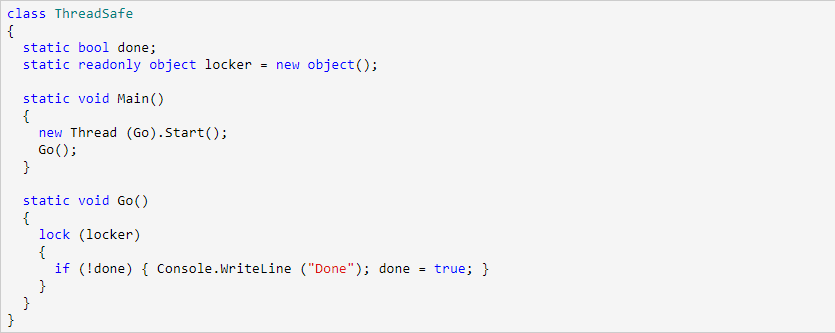 class ThreadSafe
{
  static bool done;
  static readonly object locker = new object();

  static void Main()
  {
    new Thread (Go).Start();
    Go();
  }

  static void Go()
  {
    lock (locker)
    {
      if (!done) { Console.WriteLine ("Done"); done = true; }
    }
  }
}